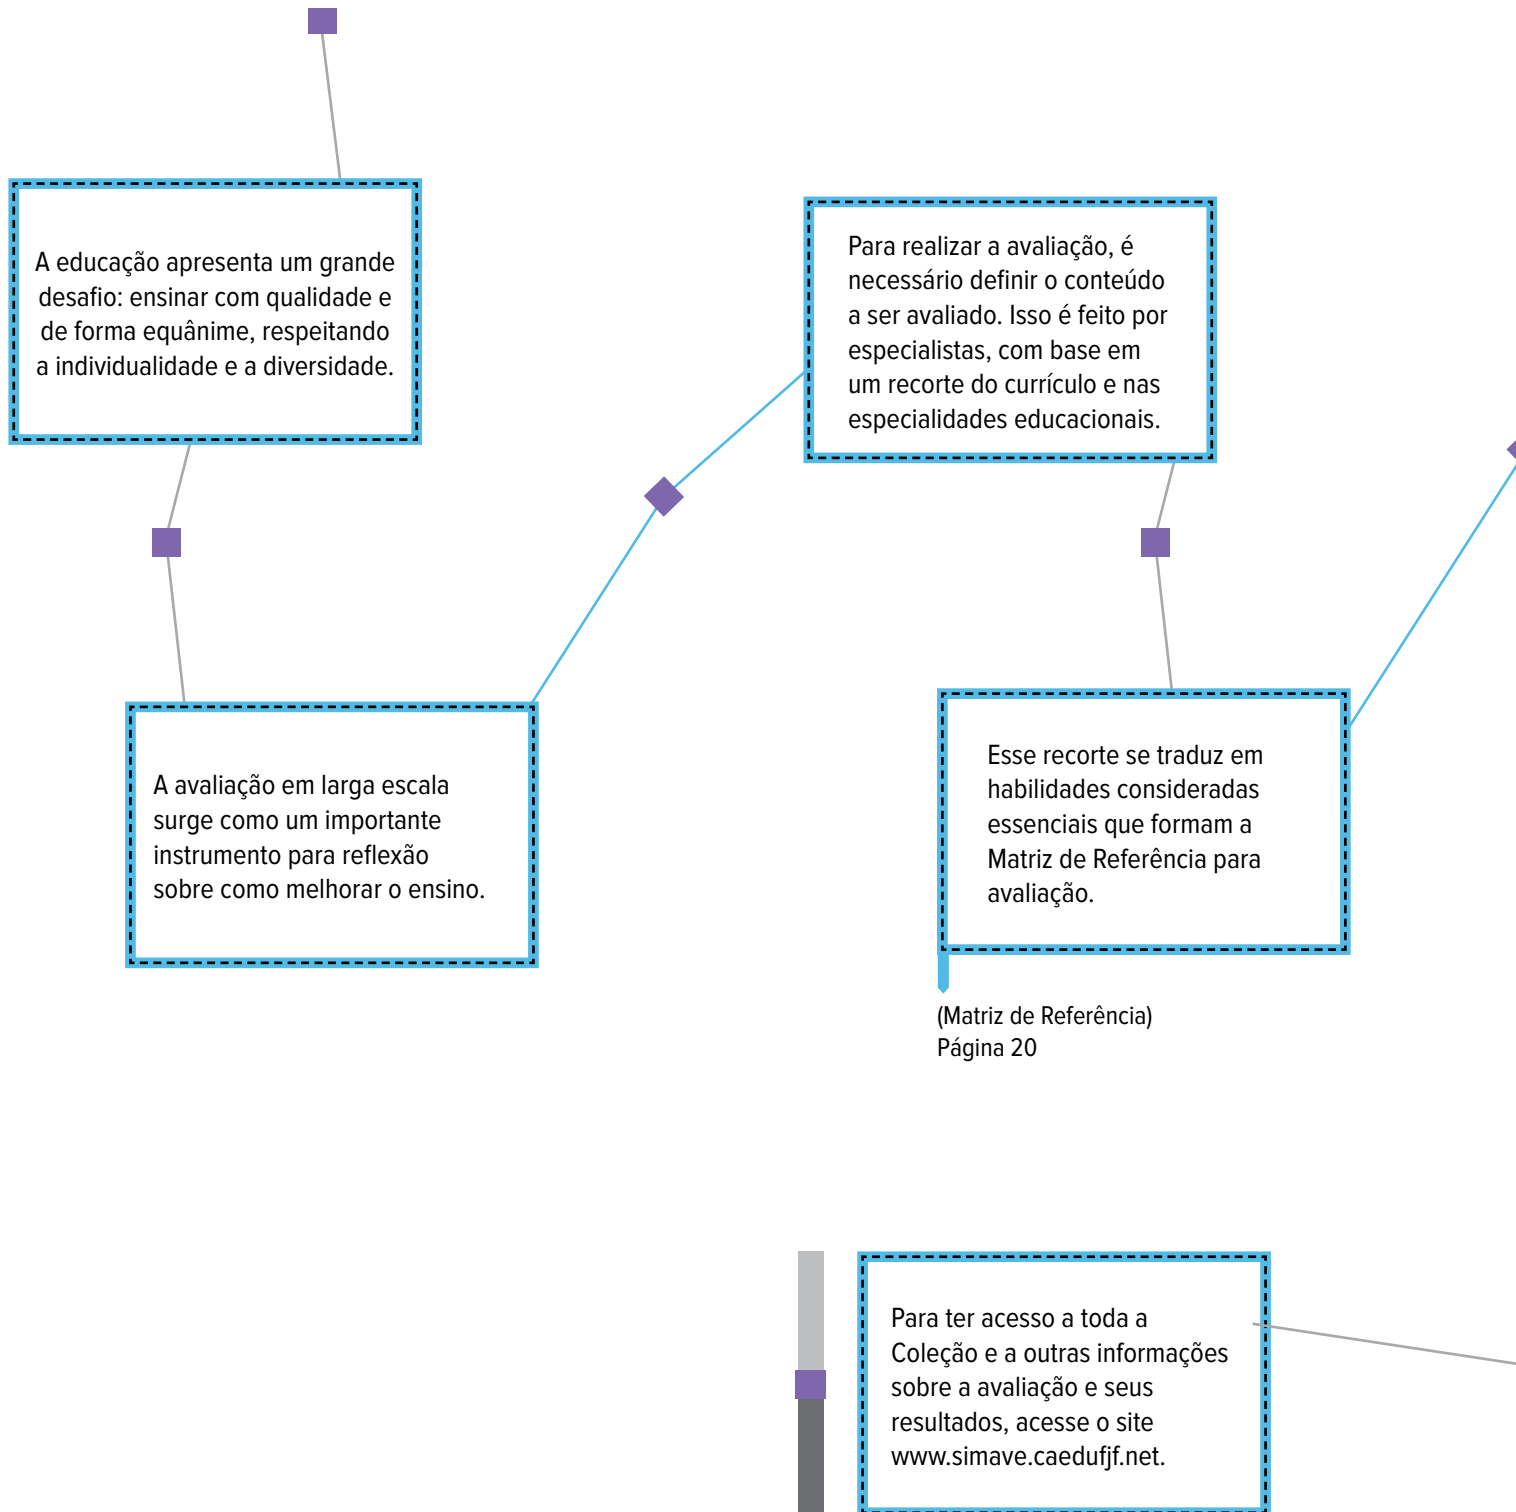 A educação apresenta um grande
desafio: ensinar com qualidade e
de forma equânime, respeitando
a individualidade e a diversidade.
A avaliação em larga escala
surge como um importante
instrumento para reflexão
sobre como melhorar o ensino.
Para realizar a avaliação, é
necessário definir o conteúdo
a ser avaliado. Isso é feito por
especialistas, com base em
um recorte do currículo e nas
especialidades educacionais.
Esse recorte se traduz em
habilidades consideradas
essenciais que formam a
Matriz de Referência para
avaliação.
(Matriz de Referência)
Página 20
Para ter acesso a toda a
Coleção e a outras informações
sobre a avaliação e seus
resultados, acesse o site
www.simave.caedufjf.net.